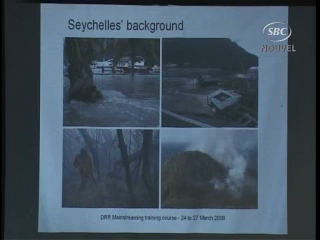 Seychelles' background
SBC
NOUVEL
DRR Mainstreaming training course - 24 to 27 March 2009